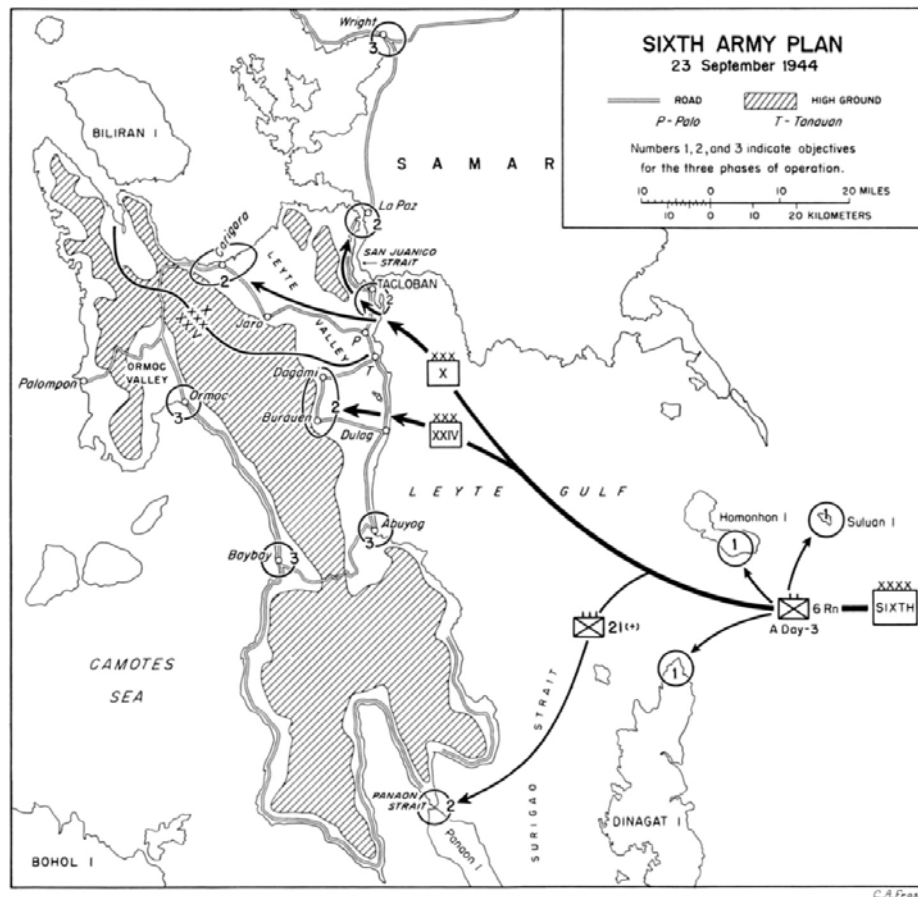 SIXTH ARMY PLAN
23 September 1944
ROAD
HIGH GROUND
P - Palo
T - Tanauan
Numbers 1, 2, and 3 indicate objectives
for the three phases of operation.
10 0 10 20 MILES
10 0 10 20 KILOMETERS
Wright
3
BILIRAN I
SAMAR
La Paz
2
Carigara
2
LEYTE
VALLEY
SAN JUANICO
STRAIT
TACLOBAN
2
Jaro
P
T
XXX
XXIV
X
Dagami
2
Burauen
Dulag
XXX
X
XXX
XXIV
Palompon
ORMOC
VALLEY
Ormoc
3
LEYTE GULF
Abuyog
3
Baybay
3
Homonhon I
1
Suluan I
1
6 Rn
A Day-3
XXXX
SIXTH
21(+)
1
CAMOTES
SEA
SURIGAO STRAIT
PANAON
STRAIT
2
Panaon I
DINAGAT I
BOHOL I